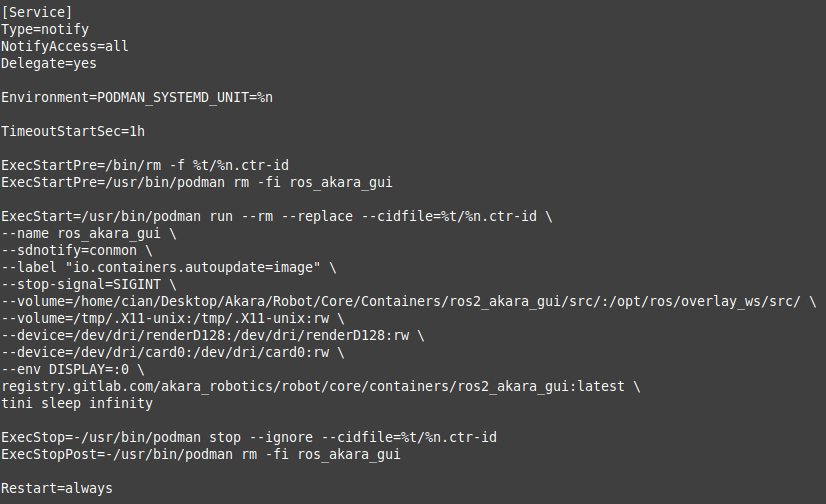 [Service]
Type=notify
NotifyAccess=all
Delegate=yes
Environment=PODMAN_SYSTEMD_UNIT=%n
TimeoutStartSec=1h
ExecStartPre=/bin/rm -f %t/%n.ctr-id
ExecStartPre=/usr/bin/podman rm -fi ros_akara_gui
ExecStart=/usr/bin/podman run --rm --replace --cidfile=%t/%n.ctr-id \
--name ros_akara_gui \
--sdnotify=conmon \
--label "io.containers.autoupdate=image" \
--stop-signal=SIGINT \
--volume=/home/cian/Desktop/Akara/Robot/Core/Containers/ros2_akara_gui/src/:/opt/ros/overlay_ws/src/ \
--volume=/tmp/.X11-unix:/tmp/.X11-unix:rw \
--device=/dev/dri/renderD128:/dev/dri/renderD128:rw \
--device=/dev/dri/card0:/dev/dri/card0:rw \
--env DISPLAY=:0 \
registry.gitlab.com/akara_robotics/robot/core/containers/ros2_akara_gui:latest \
tini sleep infinity
ExecStop=-/usr/bin/podman stop --ignore --cidfile=%t/%n.ctr-id
ExecStopPost=-/usr/bin/podman rm -fi ros_akara_gui
Restart=always